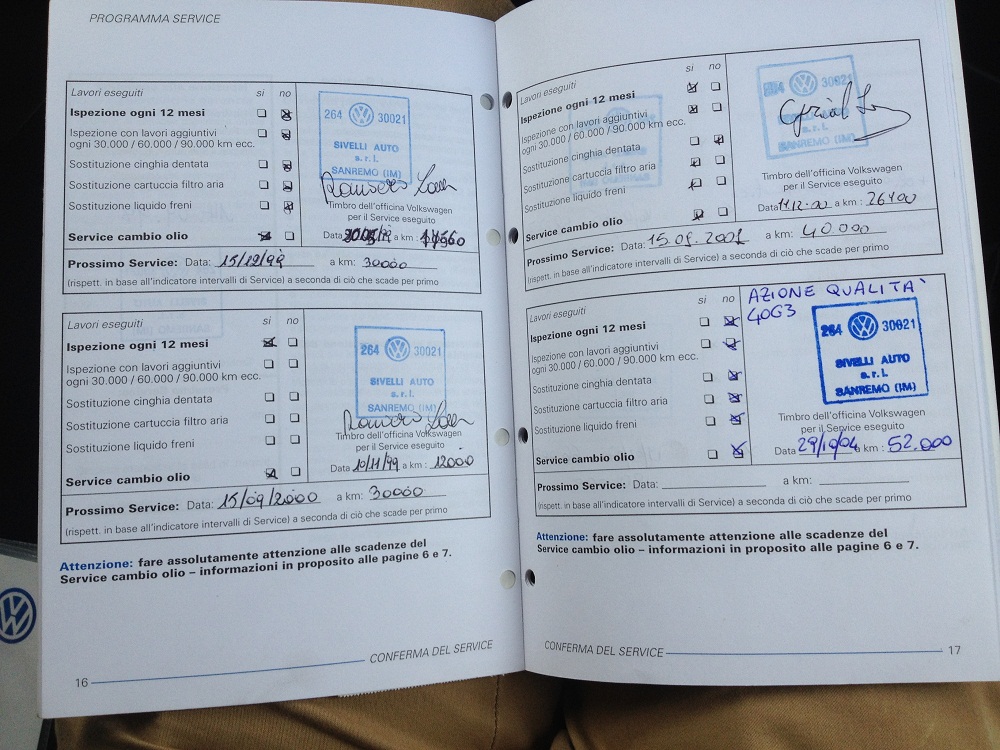 PROGRAMMA SERVICE
Lavori eseguiti si no
Ispezione ogni 12 mesi
Ispezione con lavori aggiuntivi
ogni 30.000 / 60.000 / 90.000 km ecc.
Sostituzione cinghia dentata
Sostituzione cartuccia filtro aria
Sostituzione liquido freni
Service cambio olio
264 30021
SIVELLI AUTO
s. r. l.
SANREMO (IM)
Timbro dell'officina Volkswagen
per il Service eseguito
Data a km :
Prossimo Service: Data: 15/12/99 a km: 30000
(rispett. in base all'indicatore intervalli di Service) a seconda di ciò che scade per primo
Lavori eseguiti si no
Ispezione ogni 12 mesi
Ispezione con lavori aggiuntivi
ogni 30.000 / 60.000 / 90.000 km ecc.
Sostituzione cinghia dentata
Sostituzione cartuccia filtro aria
Sostituzione liquido freni
Service cambio olio
264 30021
SIVELLI AUTO
s. r. l.
SANREMO (IM)
Timbro dell'officina Volkswagen
per il Service eseguito
Data 10/11/99 a km : 12000
Prossimo Service: Data: 15/09/2000 a km: 30000
(rispett. in base all'indicatore intervalli di Service) a seconda di ciò che scade per primo
Attenzione: fare assolutamente attenzione alle scadenze del
Service cambio olio – informazioni in proposito alle pagine 6 e 7.
CONFERMA DEL SERVICE
16
Lavori eseguiti si no
Ispezione ogni 12 mesi
Ispezione con lavori aggiuntivi
ogni 30.000 / 60.000 / 90.000 km ecc.
Sostituzione cinghia dentata
Sostituzione cartuccia filtro aria
Sostituzione liquido freni
Service cambio olio
30021
SANREMO (IM)
Timbro dell'officina Volkswagen
per il Service eseguito
Data 11.12.00 a km : 26100
Prossimo Service: Data: 15.09.2001 a km: 40.000
(rispett. in base all'indicatore intervalli di Service) a seconda di ciò che scade per primo
Lavori eseguiti si no
AZIONE QUALITA'
40G3
Ispezione ogni 12 mesi
Ispezione con lavori aggiuntivi
ogni 30.000 / 60.000 / 90.000 km ecc.
Sostituzione cinghia dentata
Sostituzione cartuccia filtro aria
Sostituzione liquido freni
Service cambio olio
264 30021
SIVELLI AUTO
s. r. l.
SANREMO (IM)
Timbro dell'officina Volkswagen
per il Service eseguito
Data 29/10/04 a km : 52.000
Prossimo Service: Data: a km:
(rispett. in base all'indicatore intervalli di Service) a seconda di ciò che scade per primo
Attenzione: fare assolutamente attenzione alle scadenze del
Service cambio olio – informazioni in proposito alle pagine 6 e 7.
CONFERMA DEL SERVICE
17